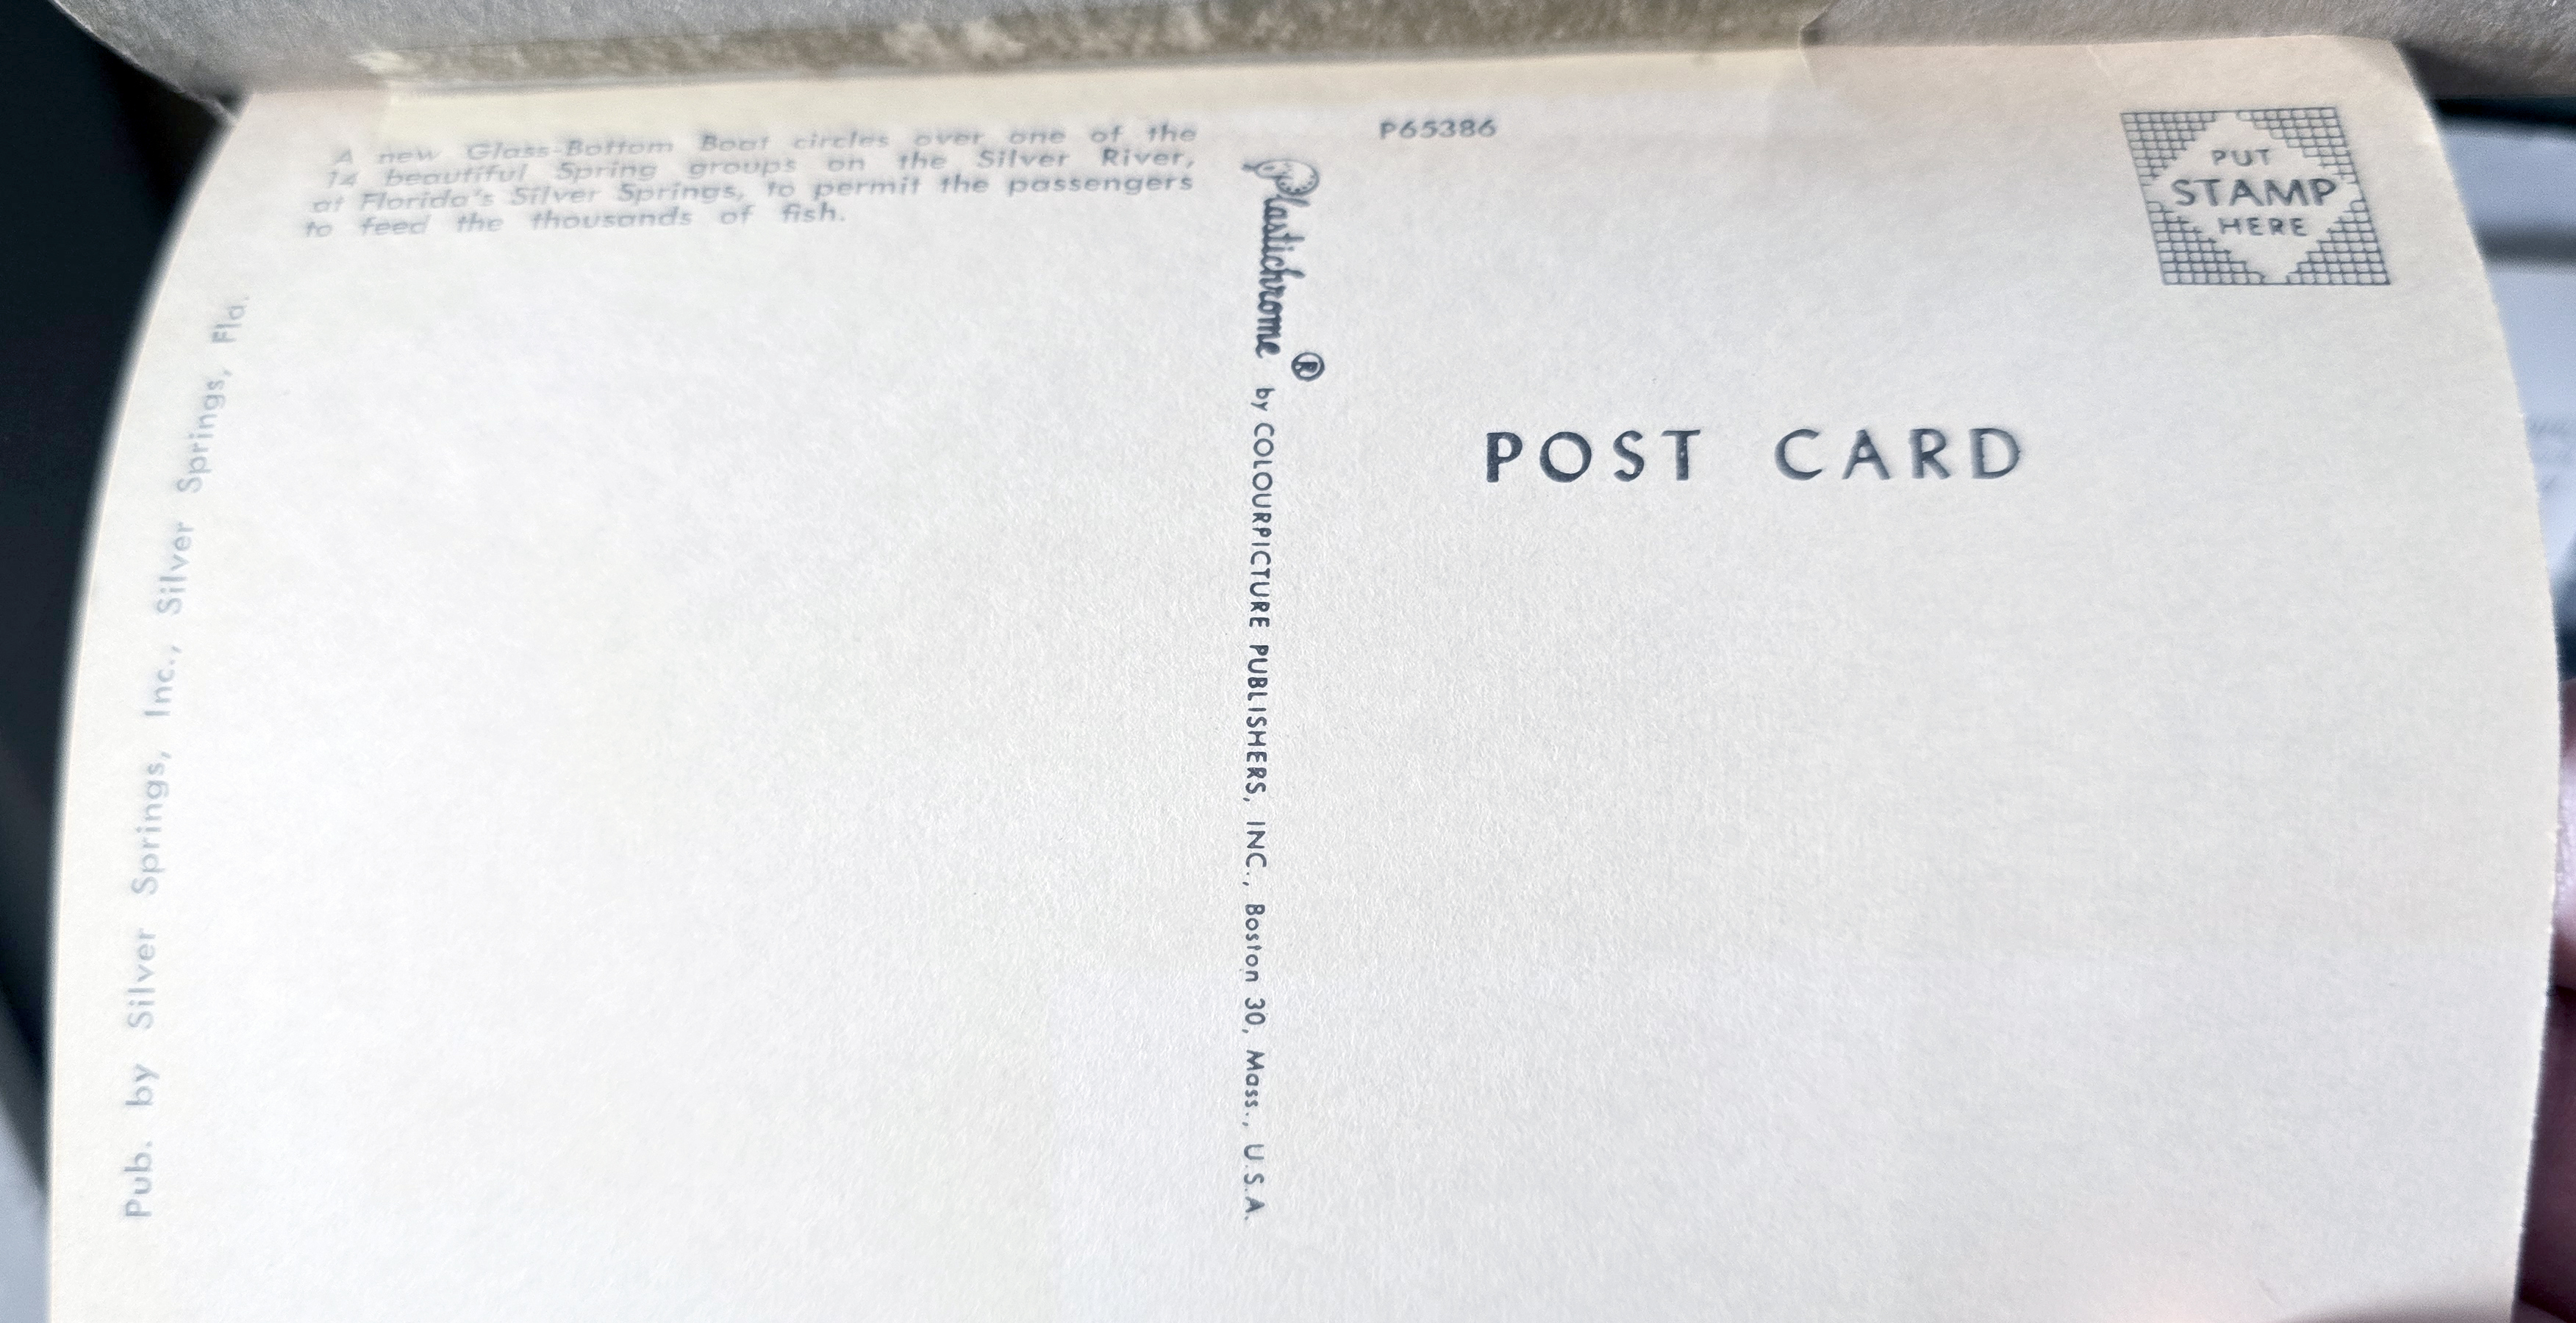 A new Glass-Bottom Boat circles over one of the
14 beautiful Spring groups on the Silver River,
at Florida's Silver Springs, to permit the passengers
to feed the thousands of fish.
Pub. by Silver Springs, Inc., Silver Springs, Fla.
Plastichrome ® by COLOURPICTURE PUBLISHERS, INC., Boston 30, Mass., U.S.A.
P65386
PUT
STAMP
HERE
POST CARD